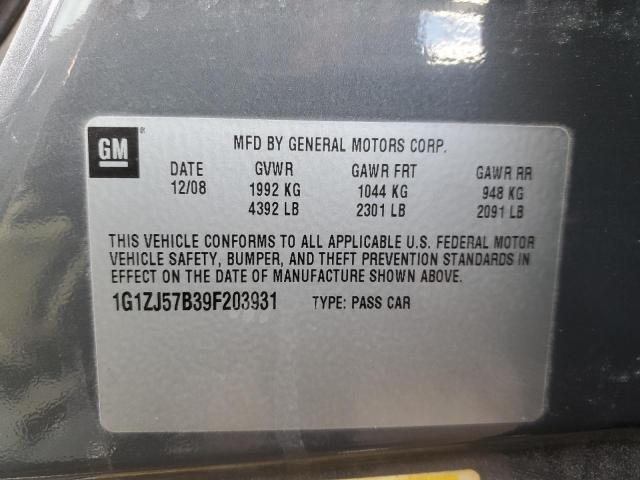 GM®
MFD BY GENERAL MOTORS CORP.
DATE GVWR GAWR FRT GAWR RR
12/08 1992 KG 1044 KG 948 KG
4392 LB 2301 LB 2091 LB
THIS VEHICLE CONFORMS TO ALL APPLICABLE U.S. FEDERAL MOTOR
VEHICLE SAFETY, BUMPER, AND THEFT PREVENTION STANDARDS IN
EFFECT ON THE DATE OF MANUFACTURE SHOWN ABOVE.
1G1ZJ57B39F203931 TYPE: PASS CAR